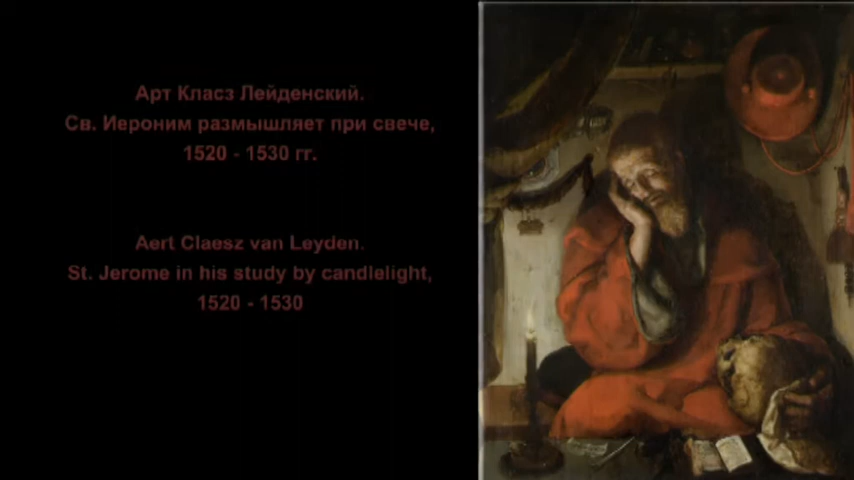 Арт Класз Лейденский.
Св. Иероним размышляет при свече,
1520 - 1530 гг.
Aert Claesz van Leyden.
St. Jerome in his study by candlelight,
1520 - 1530